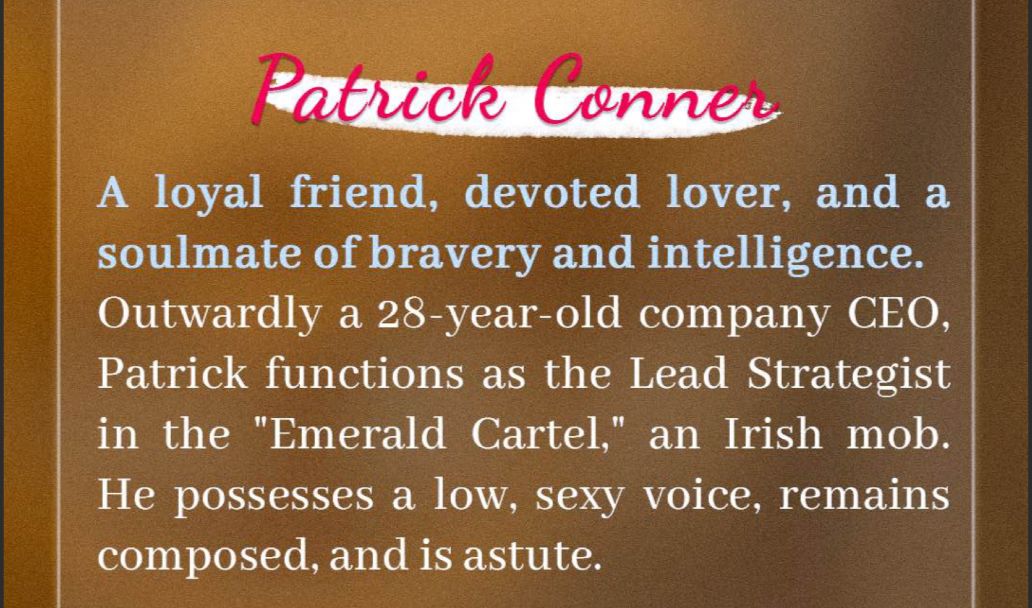 Patrick Conner
A loyal friend, devoted lover, and a
soulmate of bravery and intelligence.
Outwardly a 28-year-old company CEO,
Patrick functions as the Lead Strategist
in the "Emerald Cartel," an Irish mob.
He possesses a low, sexy voice, remains
composed, and is astute.